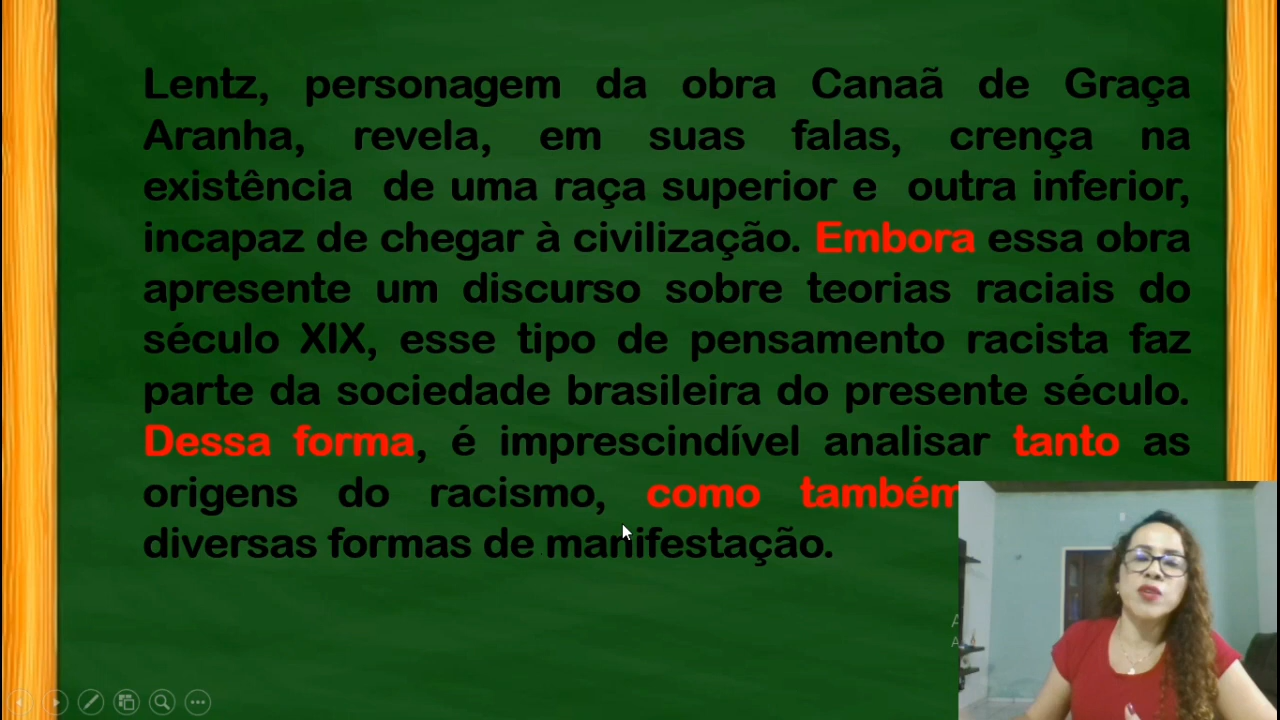 Lentz, personagem da obra Canaã de Graça
Aranha, revela, em suas falas, crença na
existência de uma raça superior e outra inferior,
incapaz de chegar à civilização. Embora essa obra
apresente um discurso sobre teorias raciais do
século XIX, esse tipo de pensamento racista faz
parte da sociedade brasileira do presente século.
Dessa forma, é imprescindível analisar tanto as
origens do racismo, como também
diversas formas de manifestação.